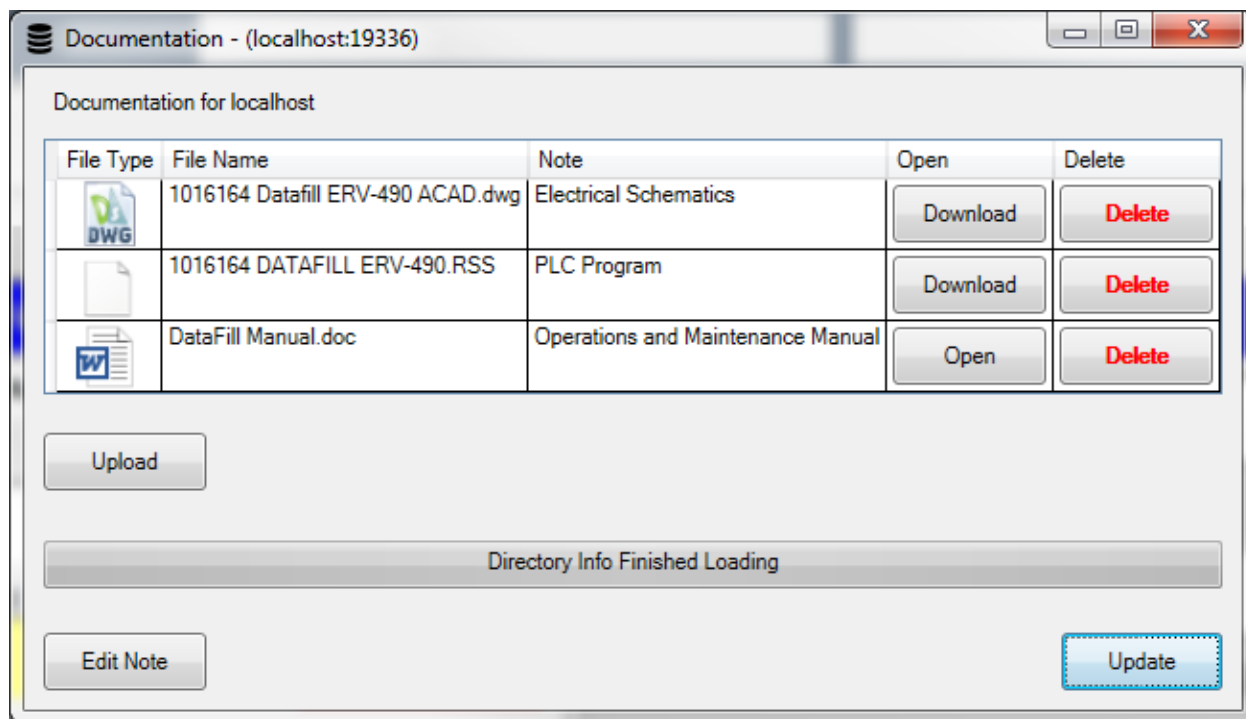 Documentation - (localhost:19336)
Documentation for localhost
File Type File Name Note Open Delete
DWG 1016164 Datafill ERV-490 ACAD.dwg Electrical Schematics Download Delete
1016164 DATAFILL ERV-490.RSS PLC Program Download Delete
W DataFill Manual.doc Operations and Maintenance Manual Open Delete
Upload
Directory Info Finished Loading
Edit Note Update